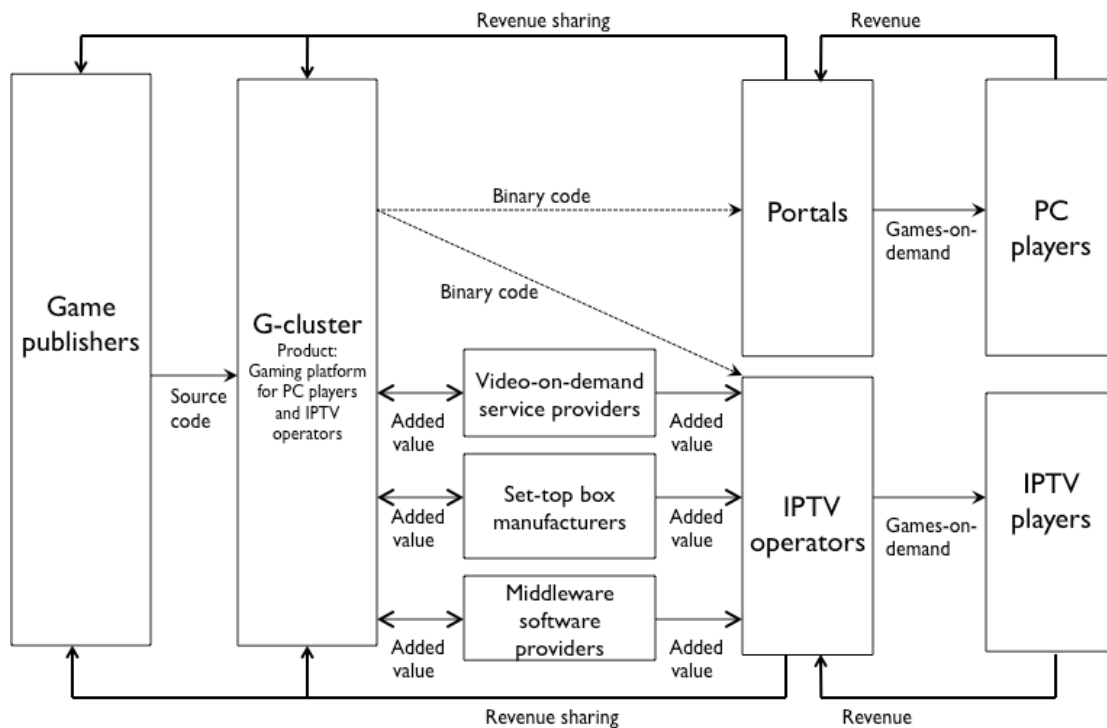 Revenue sharing
Revenue
Game
publishers
Source
code
G-cluster
Product:
Gaming platform
for PC players
and IPTV
operators
Binary code
Binary code
Portals
Games-on-
demand
PC
players
Added
value
Video-on-demand
service providers
Added
value
Added
value
Set-top box
manufacturers
Added
value
Added
value
Middleware
software
providers
Added
value
IPTV
operators
Games-on-
demand
IPTV
players
Revenue sharing
Revenue